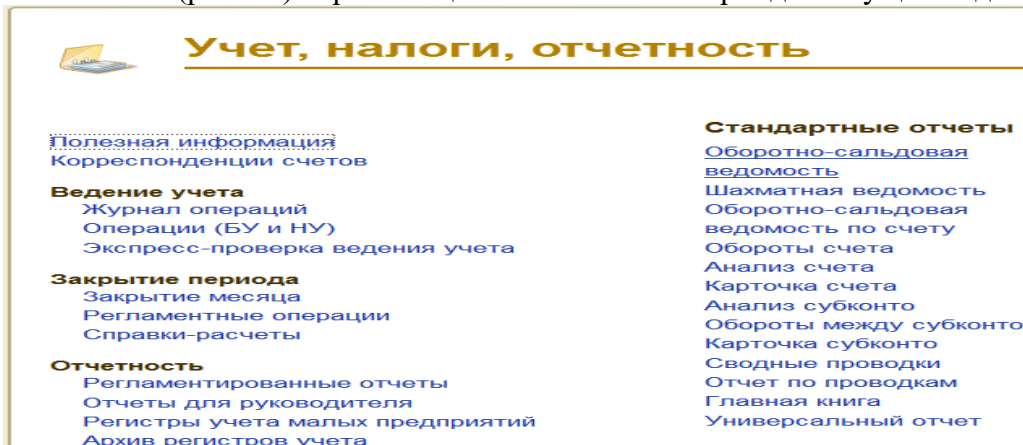 Учет, налоги, отчетность
Полезная информация
Корреспонденции счетов
Ведение учета
Журнал операций
Операции (БУ и НУ)
Экспресс-проверка ведения учета
Закрытие периода
Закрытие месяца
Регламентные операции
Справки-расчеты
Отчетность
Регламентированные отчеты
Отчеты для руководителя
Регистры учета малых предприятий
Архив регистров учета
Стандартные отчеты
Оборотно-сальдовая
ведомость
Шахматная ведомость
Оборотно-сальдовая
ведомость по счету
Обороты счета
Анализ счета
Карточка счета
Анализ субконто
Обороты между субконто
Карточка субконто
Сводные проводки
Отчет по проводкам
Главная книга
Универсальный отчет